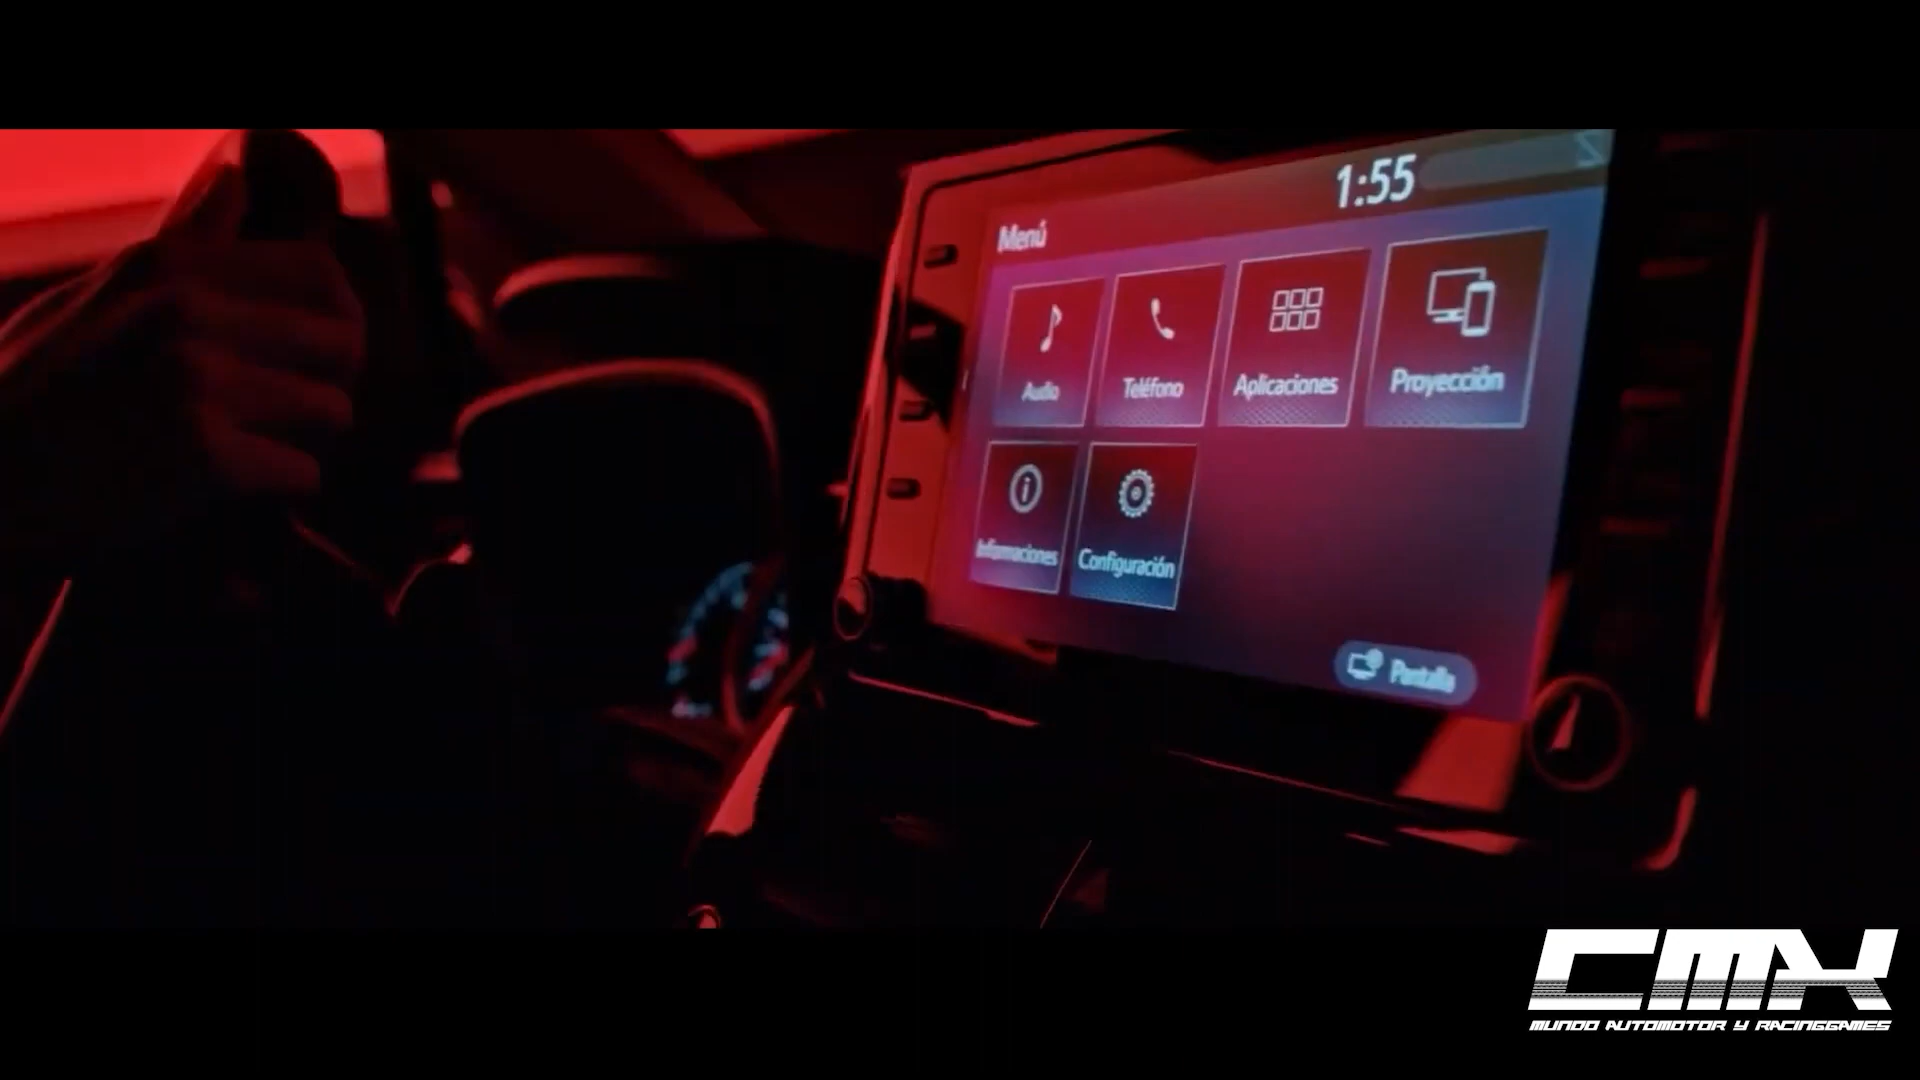 1:55
Menú
Audio
Teléfono
Aplicaciones
Proyección
Informaciones
Configuración
Pantalla
CMX
MUNDO AUTOMOTOR Y RACINGGAMES